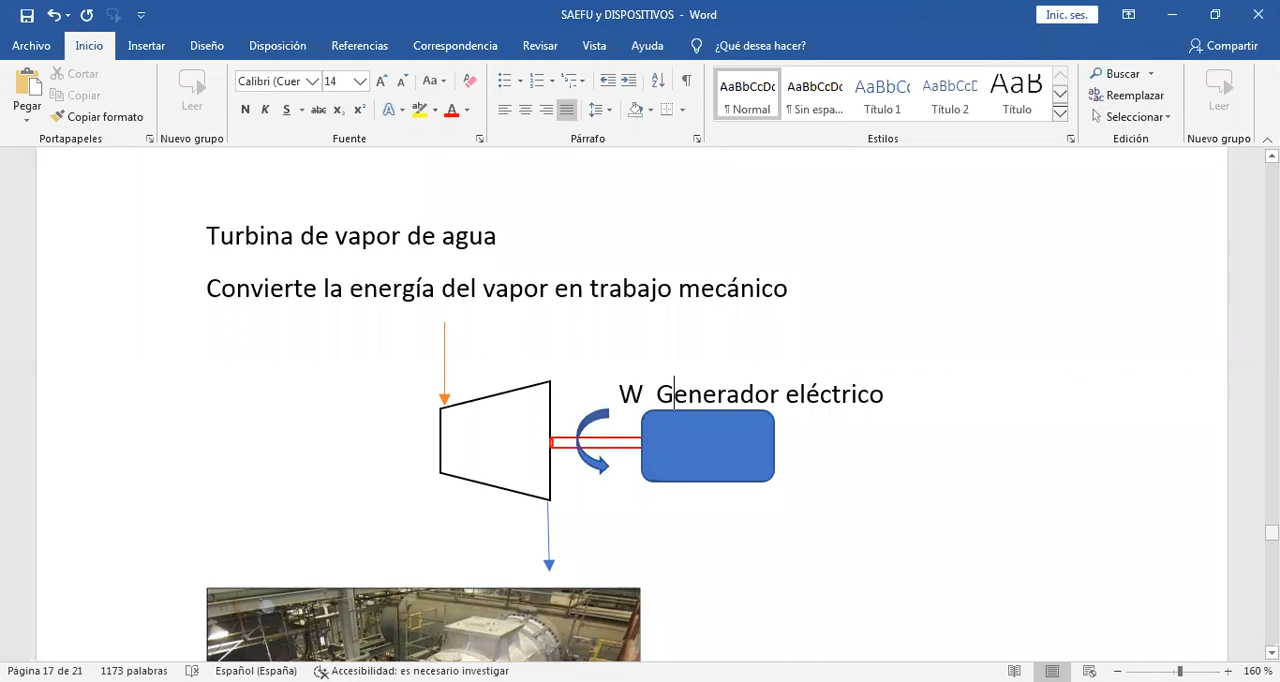 SAEFU y DISPOSITIVOS - Word
Inic. ses.
Archivo Inicio Insertar Diseño Disposición Referencias Correspondencia Revisar Vista Ayuda ¿Qué desea hacer? Compartir
Pegar
Cortar
Copiar
Copiar formato
Leer
Calibri (Cuer 14
Aa
N K S abc x₂ x²
AaBbCcDc AaBbCcDc AaBbCc AaBbCcD AaB
¶ Normal ¶ Sin espa... Título 1 Título 2 Título
Buscar
Reemplazar
Seleccionar
Leer
Portapapeles Nuevo grupo Fuente Párrafo Estilos Edición Nuevo grupo
Turbina de vapor de agua
Convierte la energía del vapor en trabajo mecánico
W Generador eléctrico
Página 17 de 21 1173 palabras Español (España) Accesibilidad: es necesario investigar 160 %